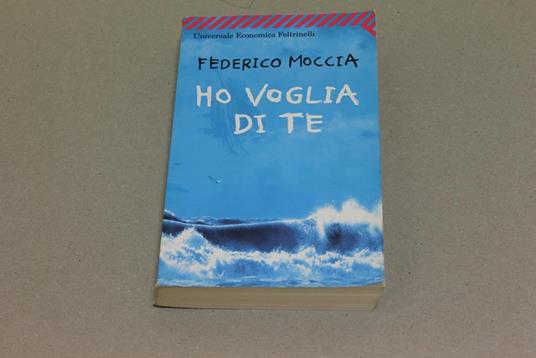 Universale Economica Feltrinelli
FEDERICO MOCCIA
HO VOGLIA
DI TE